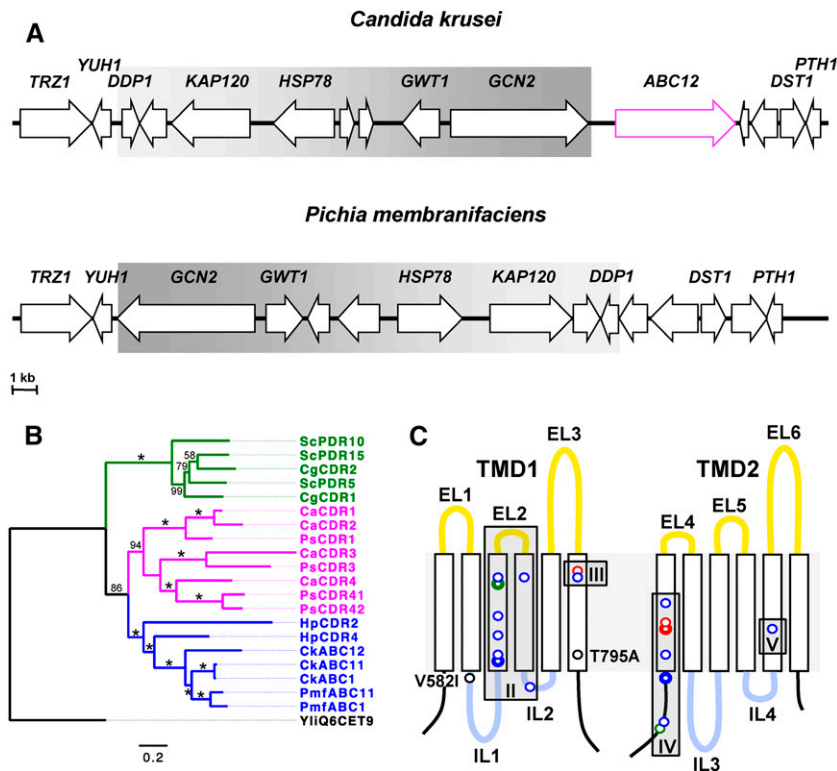 A
Candida krusei
YUH1
PTH1
TRZ1 DDP1 KAP120 HSP78 GWT1 GCN2 ABC12 DST1
Pichia membranifaciens
TRZ1 YUH1 GCN2 GWT1 HSP78 KAP120 DDP1 DST1 PTH1
1 kb
B
ScPDR10
ScPDR15
CgCDR2
ScPDR5
CgCDR1
CaCDR1
CaCDR2
PsCDR1
CaCDR3
PsCDR3
CaCDR4
PsCDR41
PsCDR42
HpCDR2
HpCDR4
CkABC12
CkABC11
CkABC1
PmfABC11
PmfABC1
YliQ6CET9
*
58
79
99
94
*
*
*
*
*
*
86
*
*
*
*
*
*
0.2
C
EL3
EL6
TMD1
TMD2
EL1
EL2
EL4
EL5
III
V
T795A
V582I
II
IL2
IL4
IV
IL1
IL3